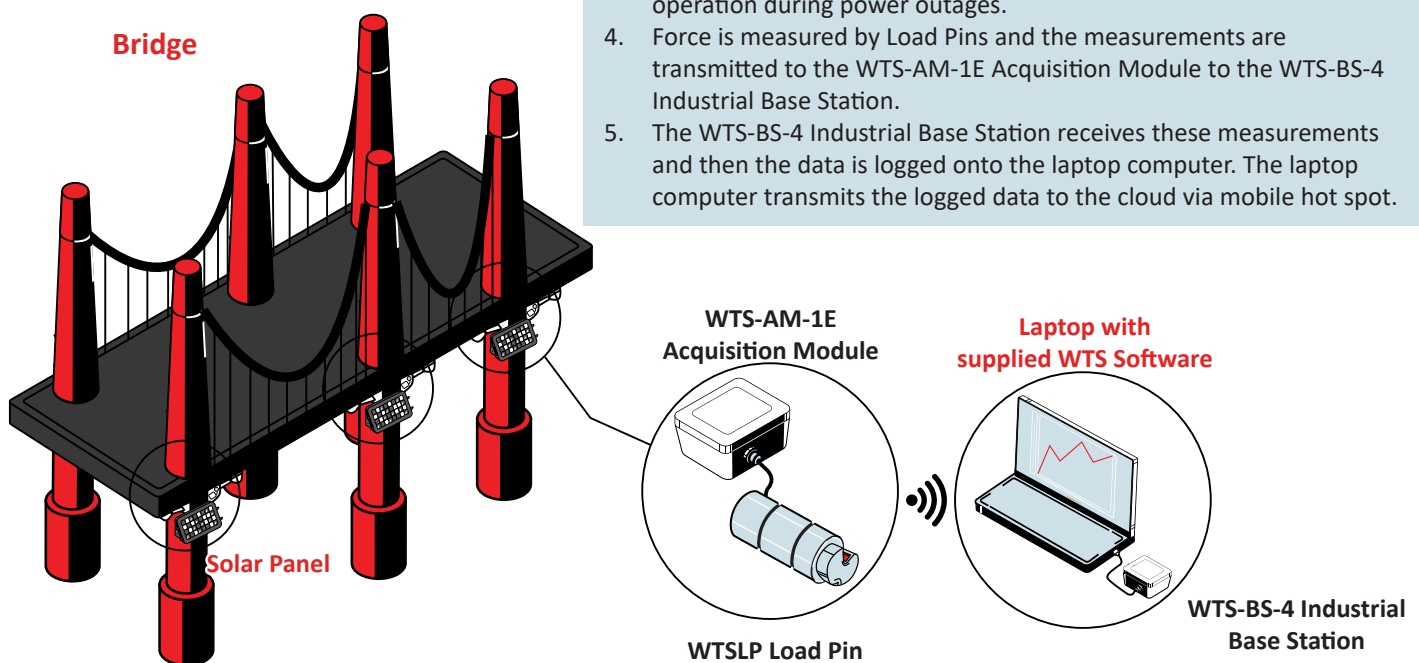 Bridge
operation during power outages.
4. Force is measured by Load Pins and the measurements are
transmitted to the WTS-AM-1E Acquisition Module to the WTS-BS-4
Industrial Base Station.
5. The WTS-BS-4 Industrial Base Station receives these measurements
and then the data is logged onto the laptop computer. The laptop
computer transmits the logged data to the cloud via mobile hot spot.
WTS-AM-1E
Acquisition Module
Laptop with
supplied WTS Software
Solar Panel
WTSLP Load Pin
WTS-BS-4 Industrial
Base Station